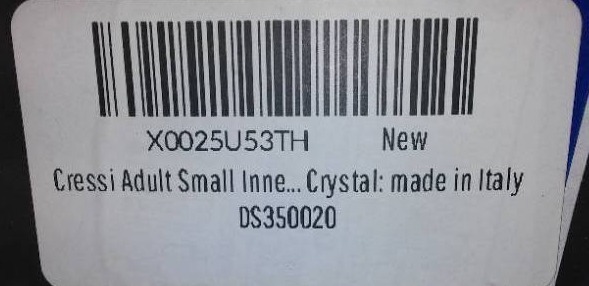 X0025U53TH New
Cressi Adult Small Inne... Crystal: made in Italy
DS350020